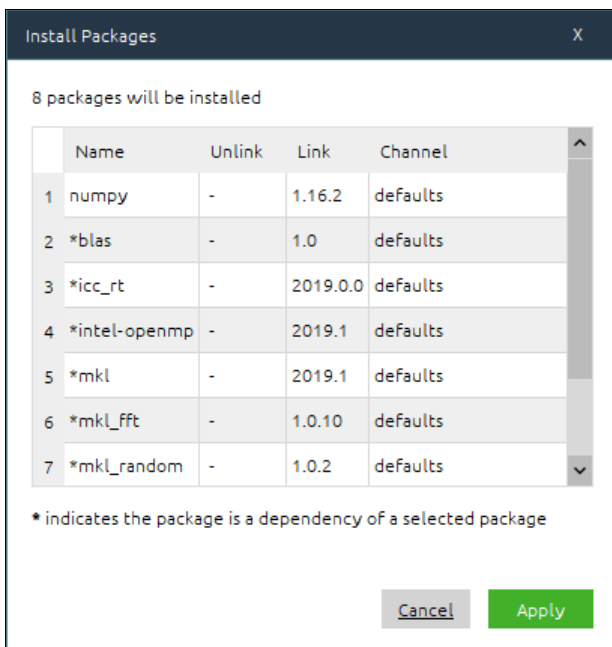 Install Packages X
8 packages will be installed
Name Unlink Link Channel
1 numpy - 1.16.2 defaults
2 *blas - 1.0 defaults
3 *icc_rt - 2019.0.0 defaults
4 *intel-openmp - 2019.1 defaults
5 *mkl - 2019.1 defaults
6 *mkl_fft - 1.0.10 defaults
7 *mkl_random - 1.0.2 defaults
* indicates the package is a dependency of a selected package
Cancel Apply